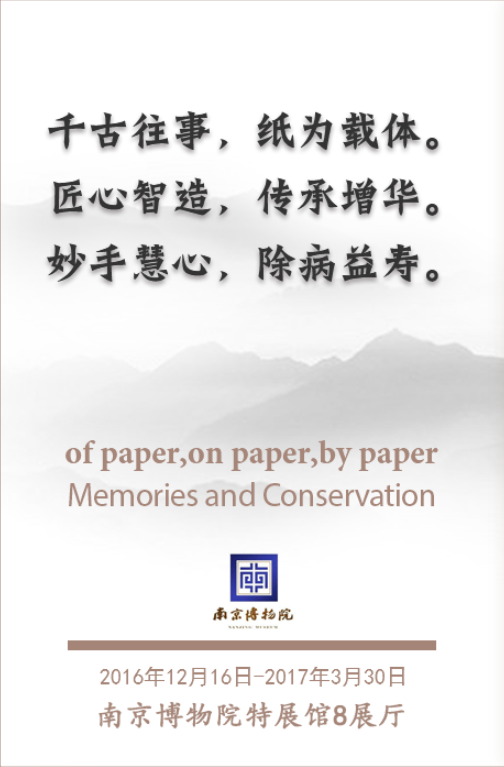 千古往事，纸为载体。
匠心智造，传承增华。
妙手慧心，除病益寿。
of paper,on paper,by paper
Memories and Conservation
南京博物院
NANJING MUSEUM
2016年12月16日-2017年3月30日
南京博物院特展馆8展厅